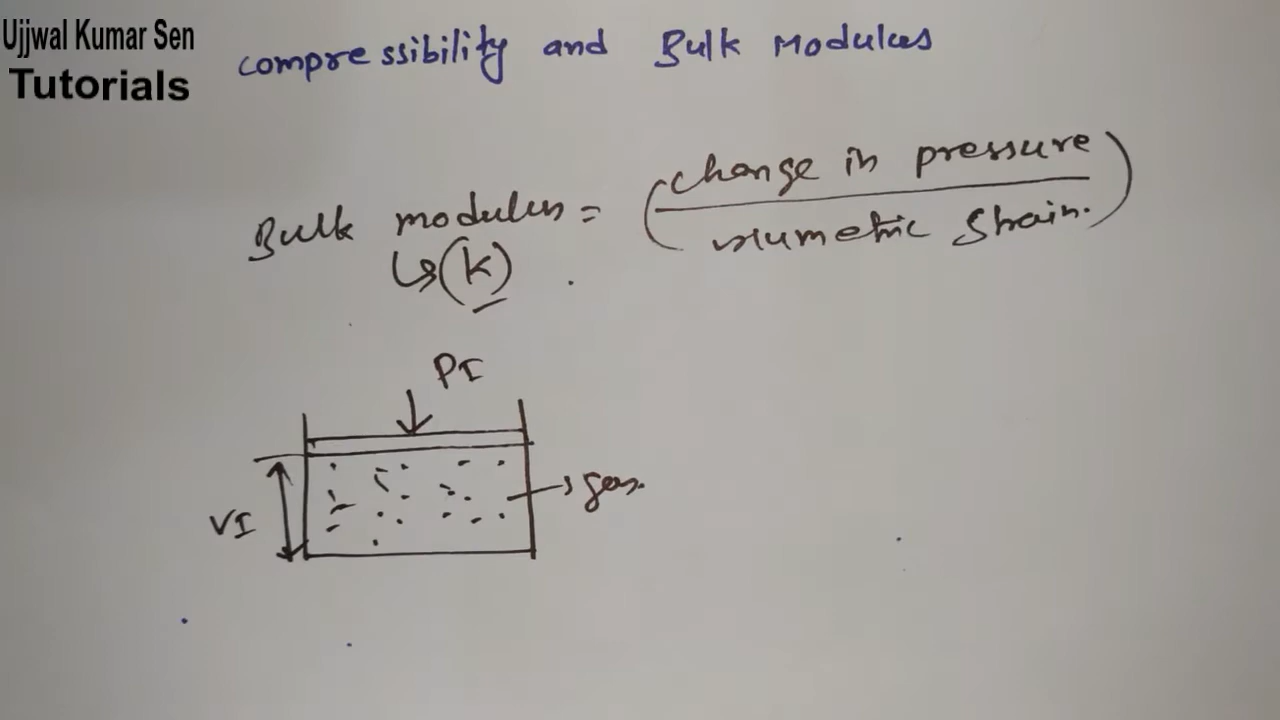 Ujjwal Kumar Sen
Tutorials
compressibility and Bulk Modulus
Bulk modulus = (change in pressure
volumetric strain.)
↳(k)
PI
VI
→ gas.